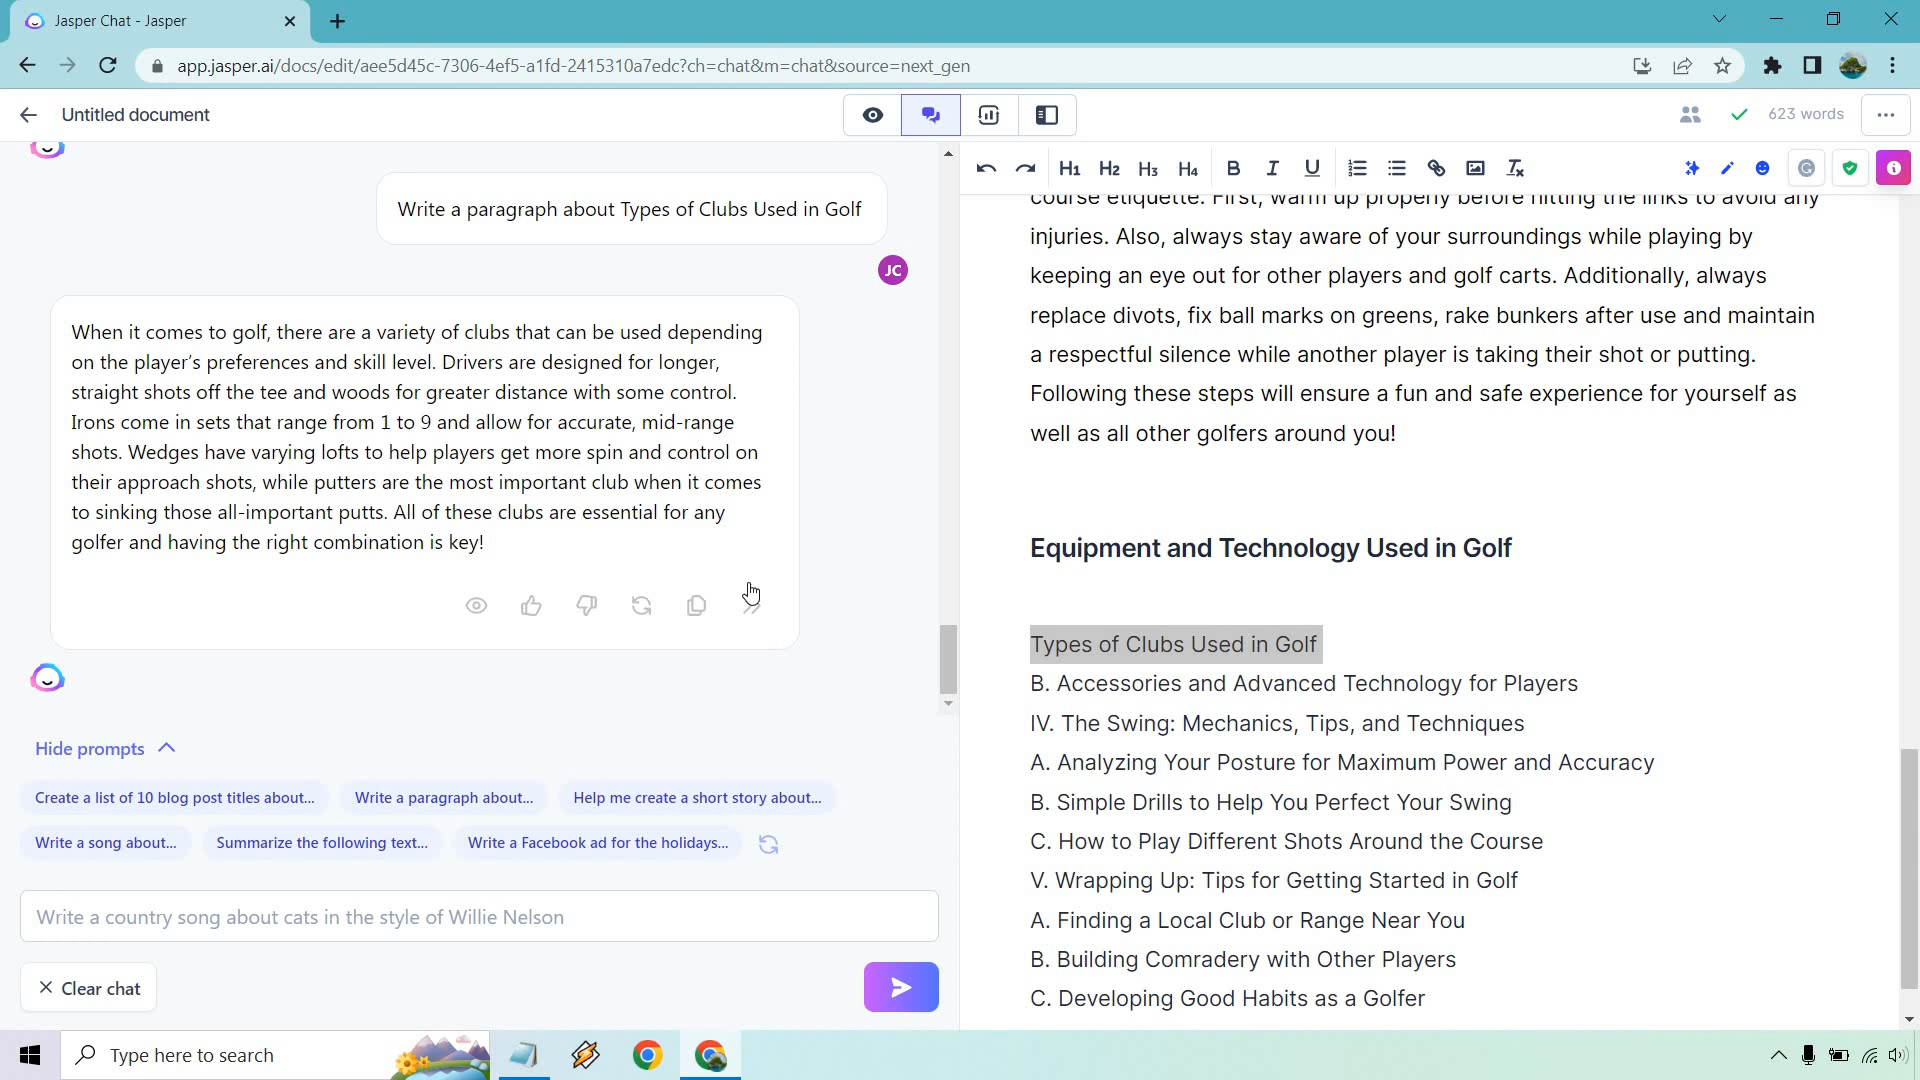 Jasper Chat - Jasper
app.jasper.ai/docs/edit/aee5d45c-7306-4ef5-a1fd-2415310a7edc?ch=chat&m=chat&source=next_gen
Untitled document
623 words
Write a paragraph about Types of Clubs Used in Golf
JC
When it comes to golf, there are a variety of clubs that can be used depending
on the player's preferences and skill level. Drivers are designed for longer,
straight shots off the tee and woods for greater distance with some control.
Irons come in sets that range from 1 to 9 and allow for accurate, mid-range
shots. Wedges have varying lofts to help players get more spin and control on
their approach shots, while putters are the most important club when it comes
to sinking those all-important putts. All of these clubs are essential for any
golfer and having the right combination is key!
Hide prompts
Create a list of 10 blog post titles about...
Write a paragraph about...
Help me create a short story about...
Write a song about...
Summarize the following text...
Write a Facebook ad for the holidays...
Write a country song about cats in the style of Willie Nelson
Clear chat
H1 H2 H3 H4 B I U
course etiquette. First, warm up properly before hitting the links to avoid any
injuries. Also, always stay aware of your surroundings while playing by
keeping an eye out for other players and golf carts. Additionally, always
replace divots, fix ball marks on greens, rake bunkers after use and maintain
a respectful silence while another player is taking their shot or putting.
Following these steps will ensure a fun and safe experience for yourself as
well as all other golfers around you!
Equipment and Technology Used in Golf
Types of Clubs Used in Golf
B. Accessories and Advanced Technology for Players
IV. The Swing: Mechanics, Tips, and Techniques
A. Analyzing Your Posture for Maximum Power and Accuracy
B. Simple Drills to Help You Perfect Your Swing
C. How to Play Different Shots Around the Course
V. Wrapping Up: Tips for Getting Started in Golf
A. Finding a Local Club or Range Near You
B. Building Comradery with Other Players
C. Developing Good Habits as a Golfer
Type here to search